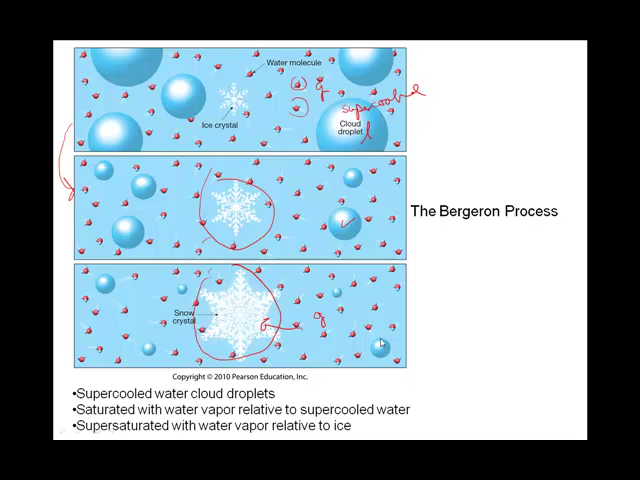 Water molecule
g
supercooled
Ice crystal
Cloud
droplet
l
The Bergeron Process
Snow
crystal
g
Copyright © 2010 Pearson Education, Inc.
•Supercooled water cloud droplets
•Saturated with water vapor relative to supercooled water
•Supersaturated with water vapor relative to ice